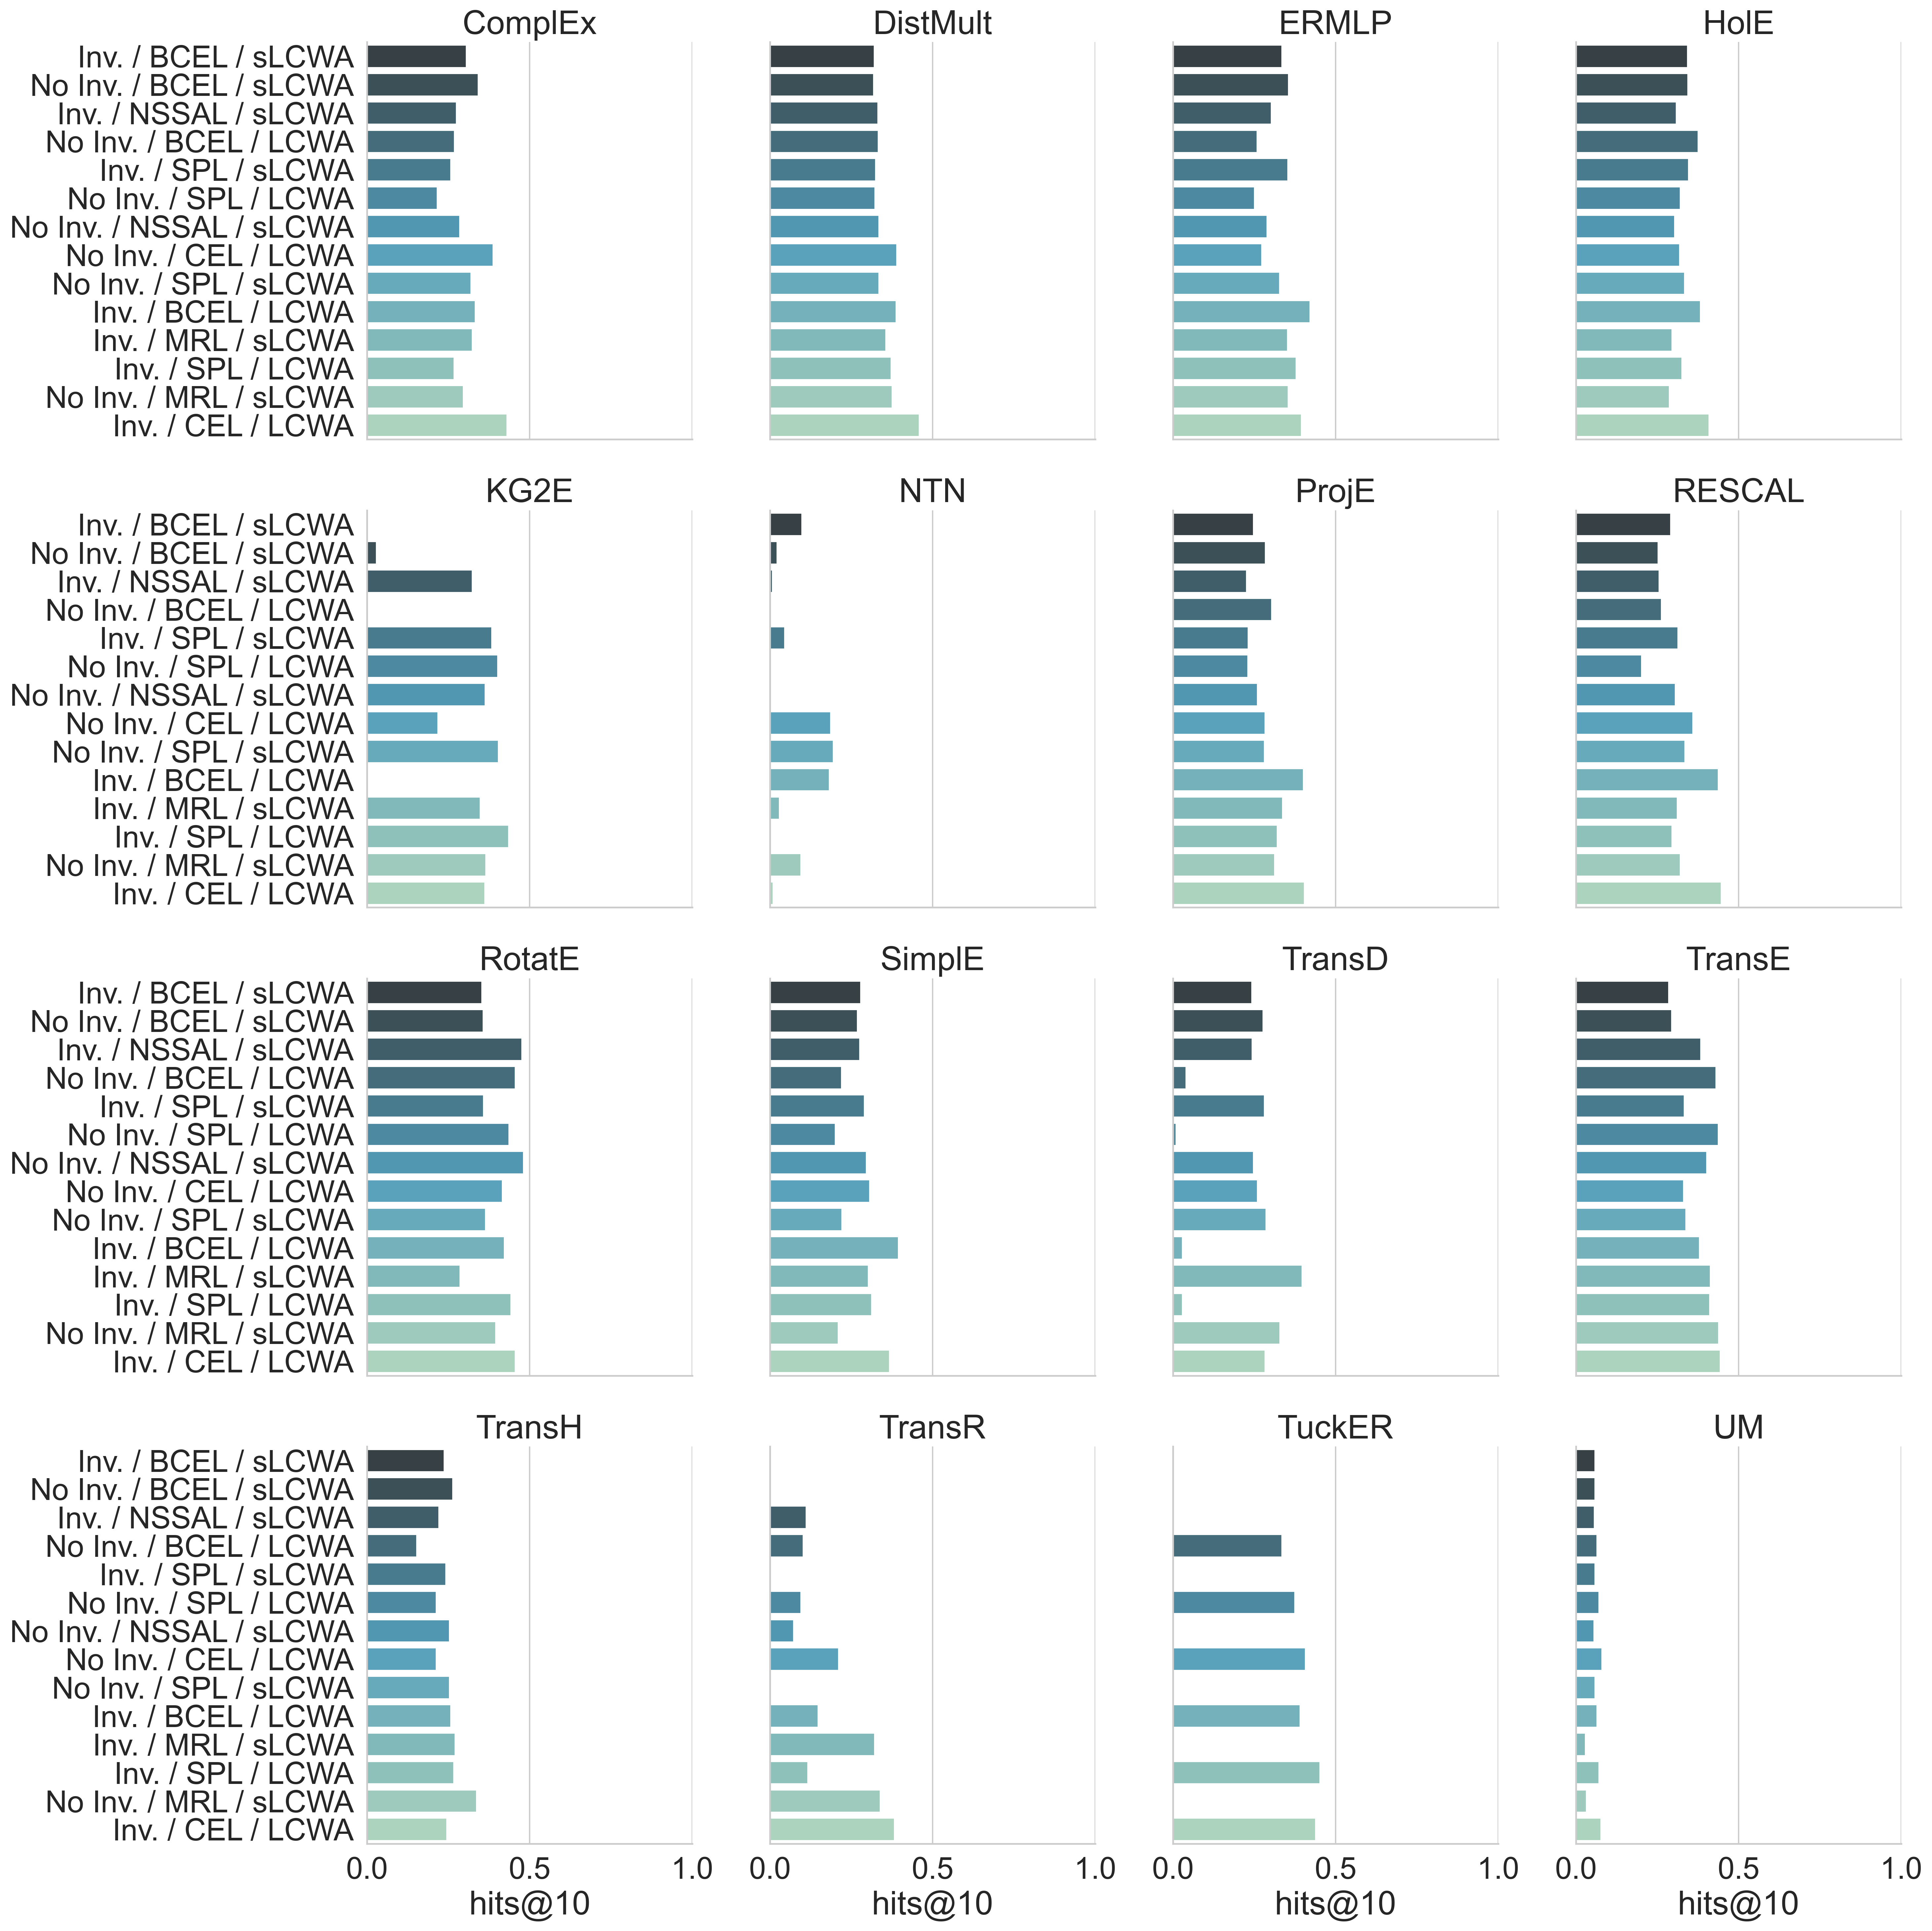 ComplEx DistMult ERMLP HolE
Inv. / BCEL / sLCWA
No Inv. / BCEL / sLCWA
Inv. / NSSAL / sLCWA
No Inv. / BCEL / LCWA
Inv. / SPL / sLCWA
No Inv. / SPL / LCWA
No Inv. / NSSAL / sLCWA
No Inv. / CEL / LCWA
No Inv. / SPL / sLCWA
Inv. / BCEL / LCWA
Inv. / MRL / sLCWA
Inv. / SPL / LCWA
No Inv. / MRL / sLCWA
Inv. / CEL / LCWA
KG2E NTN ProjE RESCAL
Inv. / BCEL / sLCWA
No Inv. / BCEL / sLCWA
Inv. / NSSAL / sLCWA
No Inv. / BCEL / LCWA
Inv. / SPL / sLCWA
No Inv. / SPL / LCWA
No Inv. / NSSAL / sLCWA
No Inv. / CEL / LCWA
No Inv. / SPL / sLCWA
Inv. / BCEL / LCWA
Inv. / MRL / sLCWA
Inv. / SPL / LCWA
No Inv. / MRL / sLCWA
Inv. / CEL / LCWA
RotatE SimplE TransD TransE
Inv. / BCEL / sLCWA
No Inv. / BCEL / sLCWA
Inv. / NSSAL / sLCWA
No Inv. / BCEL / LCWA
Inv. / SPL / sLCWA
No Inv. / SPL / LCWA
No Inv. / NSSAL / sLCWA
No Inv. / CEL / LCWA
No Inv. / SPL / sLCWA
Inv. / BCEL / LCWA
Inv. / MRL / sLCWA
Inv. / SPL / LCWA
No Inv. / MRL / sLCWA
Inv. / CEL / LCWA
TransH TransR TuckER UM
Inv. / BCEL / sLCWA
No Inv. / BCEL / sLCWA
Inv. / NSSAL / sLCWA
No Inv. / BCEL / LCWA
Inv. / SPL / sLCWA
No Inv. / SPL / LCWA
No Inv. / NSSAL / sLCWA
No Inv. / CEL / LCWA
No Inv. / SPL / sLCWA
Inv. / BCEL / LCWA
Inv. / MRL / sLCWA
Inv. / SPL / LCWA
No Inv. / MRL / sLCWA
Inv. / CEL / LCWA
0.0 0.5 1.0 0.0 0.5 1.0 0.0 0.5 1.0 0.0 0.5 1.0
hits@10 hits@10 hits@10 hits@10